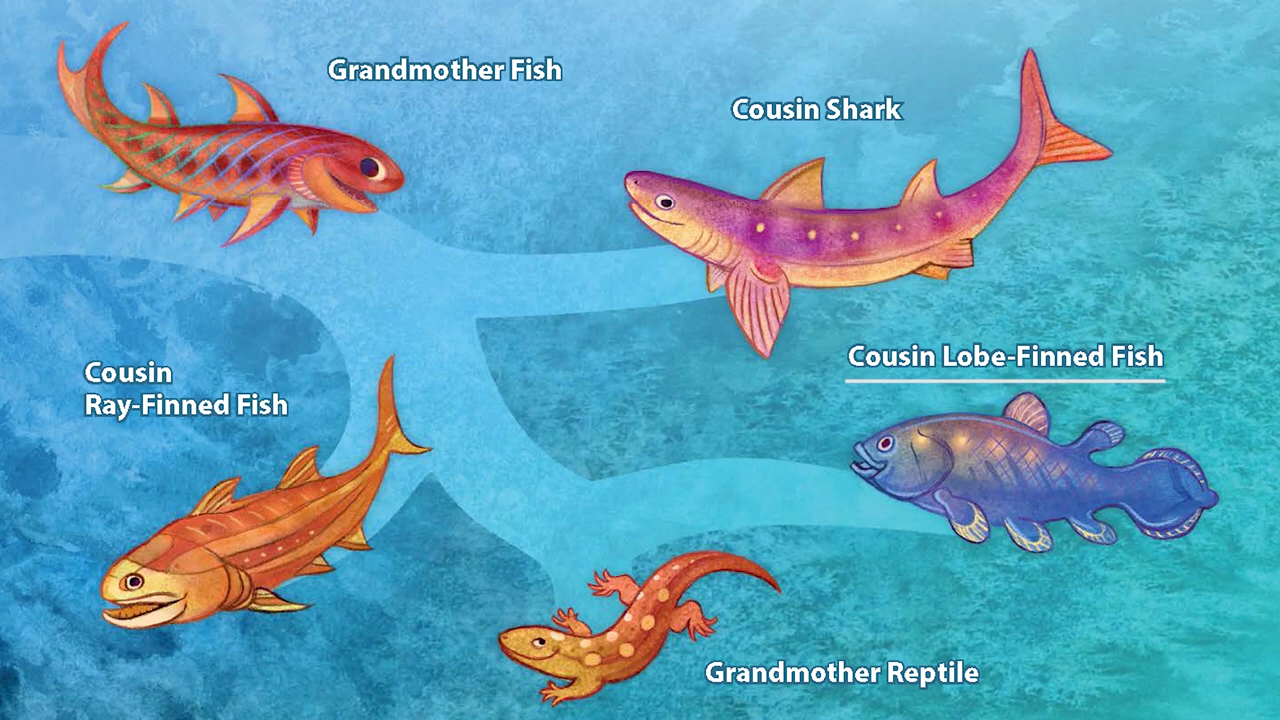 Grandmother Fish
Cousin Shark
Cousin Lobe-Finned Fish
Cousin
Ray-Finned Fish
Grandmother Reptile